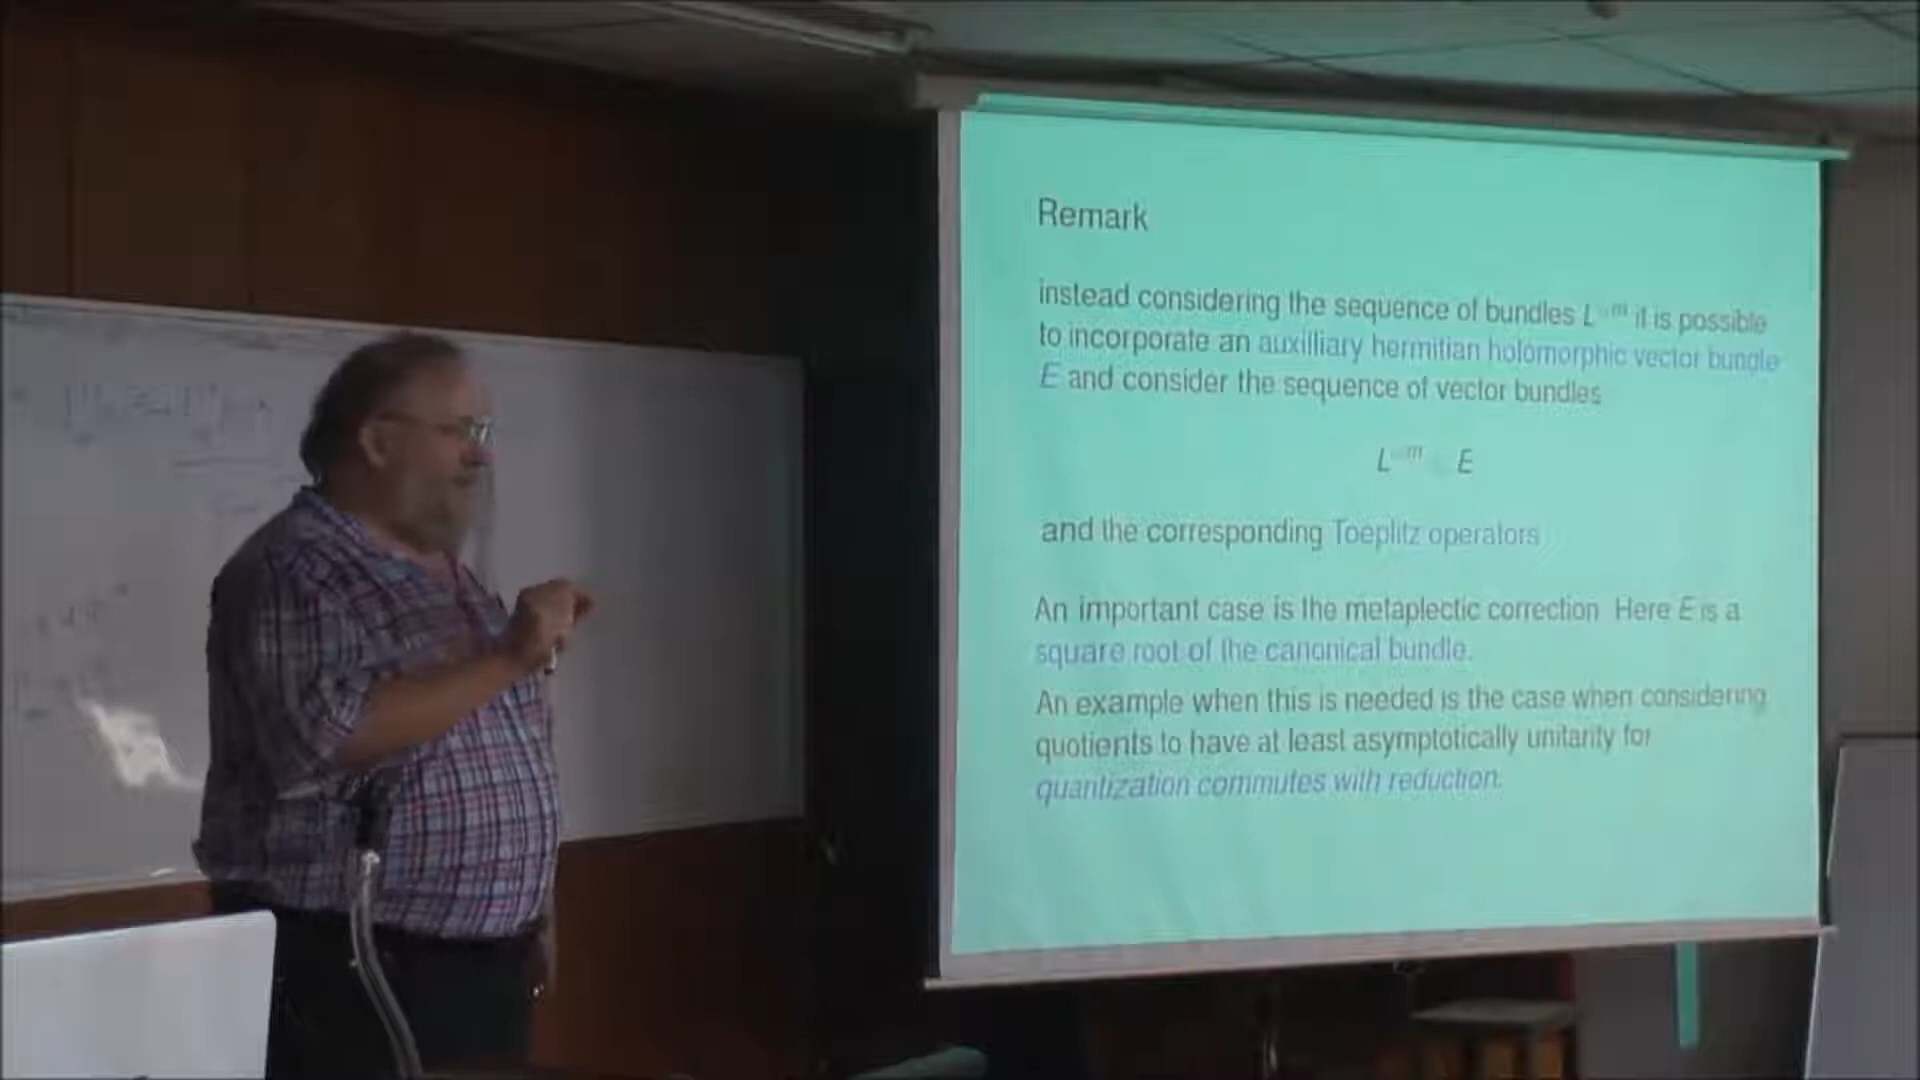 Remark
instead considering the sequence of bundles L m it is possible
to incorporate an auxilliary hermitian holomorphic vector bundle
E and consider the sequence of vector bundles
L m E
and the corresponding Toeplitz operators
An important case is the metaplectic correction Here E is a
square root of the canonical bundle.
An example when this is needed is the case when considering
quotients to have at least asymptotically unitarity for
quantization commutes with reduction.